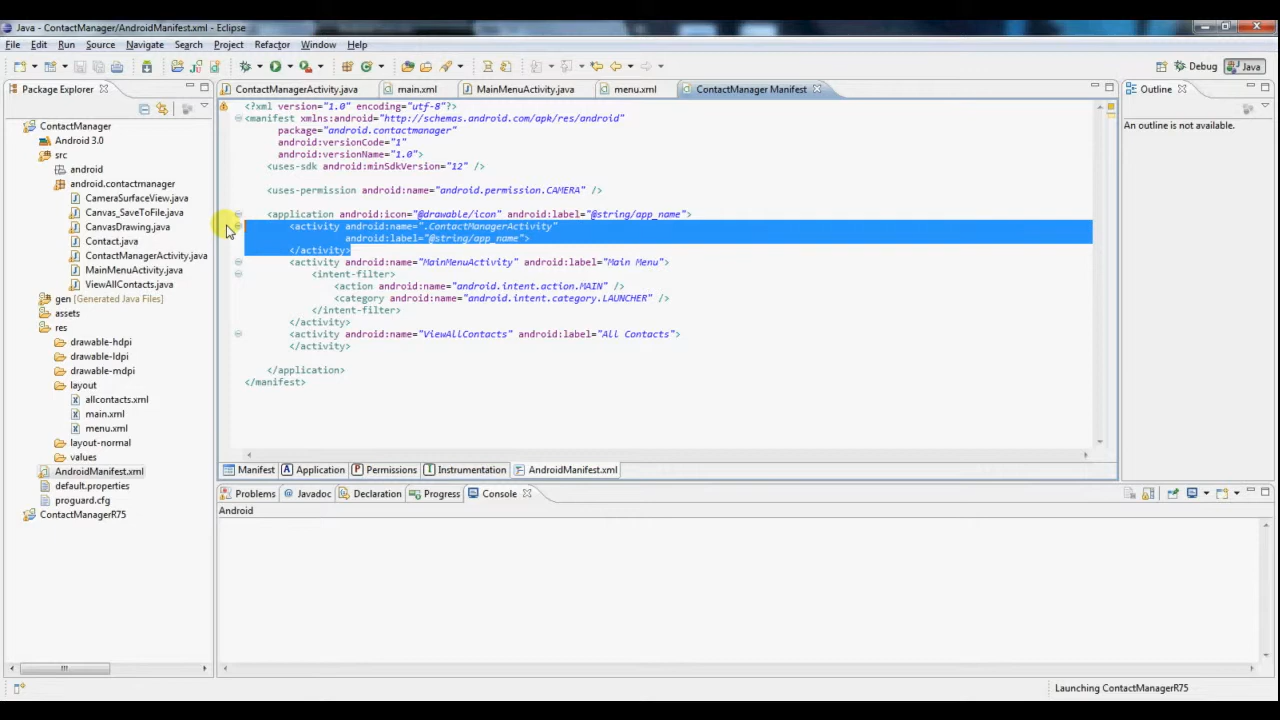 Java - ContactManager/AndroidManifest.xml - Eclipse
File Edit Run Source Navigate Search Project Refactor Window Help
Debug Java
Package Explorer
ContactManager
Android 3.0
src
android
android.contactmanager
CameraSurfaceView.java
Canvas_SaveToFile.java
CanvasDrawing.java
Contact.java
ContactManagerActivity.java
MainMenuActivity.java
ViewAllContacts.java
gen [Generated Java Files]
assets
res
drawable-hdpi
drawable-ldpi
drawable-mdpi
layout
allcontacts.xml
main.xml
menu.xml
layout-normal
values
AndroidManifest.xml
default.properties
proguard.cfg
ContactManagerR75
ContactManagerActivity.java main.xml MainMenuActivity.java menu.xml ContactManager Manifest
<?xml version="1.0" encoding="utf-8"?>
<manifest xmlns:android="http://schemas.android.com/apk/res/android"
package="android.contactmanager"
android:versionCode="1"
android:versionName="1.0">
<uses-sdk android:minSdkVersion="12" />
<uses-permission android:name="android.permission.CAMERA" />
<application android:icon="@drawable/icon" android:label="@string/app_name">
<activity android:name=".ContactManagerActivity"
android:label="@string/app_name">
</activity>
<activity android:name="MainMenuActivity" android:label="Main Menu">
<intent-filter>
<action android:name="android.intent.action.MAIN" />
<category android:name="android.intent.category.LAUNCHER" />
</intent-filter>
</activity>
<activity android:name="ViewAllContacts" android:label="All Contacts">
</activity>
</application>
</manifest>
Manifest A Application P Permissions I Instrumentation AndroidManifest.xml
Outline
An outline is not available.
Problems @ Javadoc Declaration Progress Console
Android
Launching ContactManagerR75